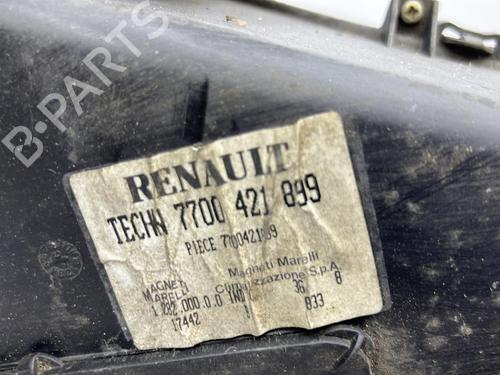 B-PARTS
RENAULT
TECHN 7700 421 899
PIECE 7700421899
Magneti Marelli
MAGNETI Climatizzazione S.p.A
MARELLI 36 8
1.282.000.0.0 IND
17442 1 833